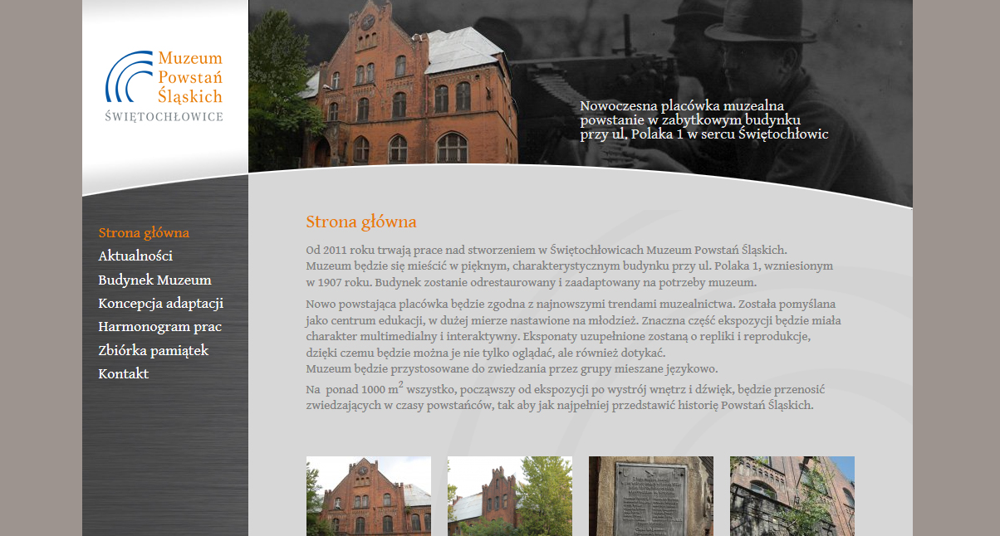 Muzeum
Powstań
Śląskich
ŚWIĘTOCHŁOWICE
Nowoczesna placówka muzealna
powstanie w zabytkowym budynku
przy ul. Polaka 1 w sercu Świętochłowic
Strona główna
Aktualności
Budynek Muzeum
Koncepcja adaptacji
Harmonogram prac
Zbiórka pamiątek
Kontakt
Strona główna
Od 2011 roku trwają prace nad stworzeniem w Świętochłowicach Muzeum Powstań Śląskich.
Muzeum będzie się mieścić w pięknym, charakterystycznym budynku przy ul. Polaka 1, wzniesionym
w 1907 roku. Budynek zostanie odrestaurowany i zaadaptowany na potrzeby muzeum.
Nowo powstająca placówka będzie zgodna z najnowszymi trendami muzealnictwa. Została pomyślana
jako centrum edukacji, w dużej mierze nastawione na młodzież. Znaczna część ekspozycji będzie miała
charakter multimedialny i interaktywny. Eksponaty uzupełnione zostaną o repliki i reprodukcje,
dzięki czemu będzie można je nie tylko oglądać, ale również dotykać.
Muzeum będzie przystosowane do zwiedzania przez grupy mieszane językowo.
Na ponad 1000 m² wszystko, począwszy od ekspozycji po wystrój wnętrz i dźwięk, będzie przenosić
zwiedzających w czasy powstańców, tak aby jak najpełniej przedstawić historię Powstań Śląskich.